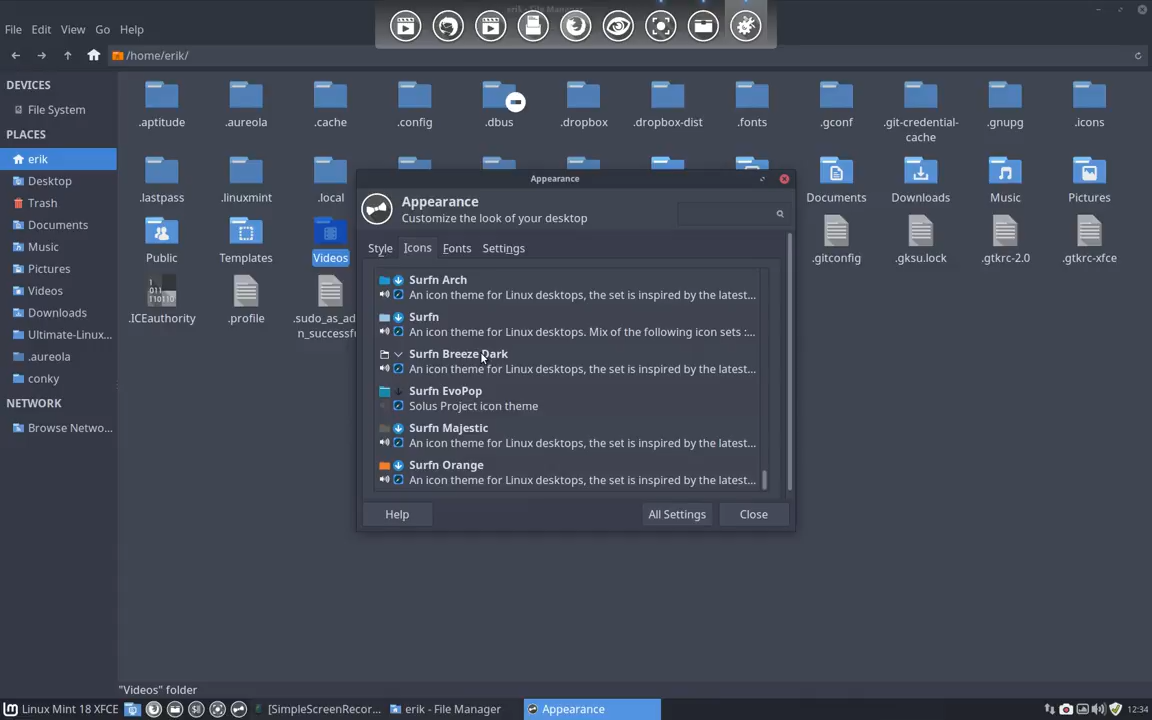 erik - File Manager
File Edit View Go Help
/home/erik/
DEVICES
File System
PLACES
erik
Desktop
Trash
Documents
Music
Pictures
Videos
Downloads
Ultimate-Linux...
.aureola
conky
NETWORK
Browse Netwo...
.aptitude .aureola .cache .config .dbus .dropbox .dropbox-dist .fonts .gconf .git-credential-cache .gnupg .icons
.lastpass .linuxmint .local Documents Downloads Music Pictures
Public Templates Videos .gitconfig .gksu.lock .gtkrc-2.0 .gtkrc-xfce
.ICEauthority .profile .sudo_as_ad
n_successf
Appearance
Appearance
Customize the look of your desktop
Style Icons Fonts Settings
Surfn Arch
An icon theme for Linux desktops, the set is inspired by the latest...
Surfn
An icon theme for Linux desktops. Mix of the following icon sets :...
Surfn Breeze Dark
An icon theme for Linux desktops, the set is inspired by the latest...
Surfn EvoPop
Solus Project icon theme
Surfn Majestic
An icon theme for Linux desktops, the set is inspired by the latest...
Surfn Orange
An icon theme for Linux desktops, the set is inspired by the latest...
Help All Settings Close
"Videos" folder
Linux Mint 18 XFCE [SimpleScreenRecor... erik - File Manager Appearance 12:34